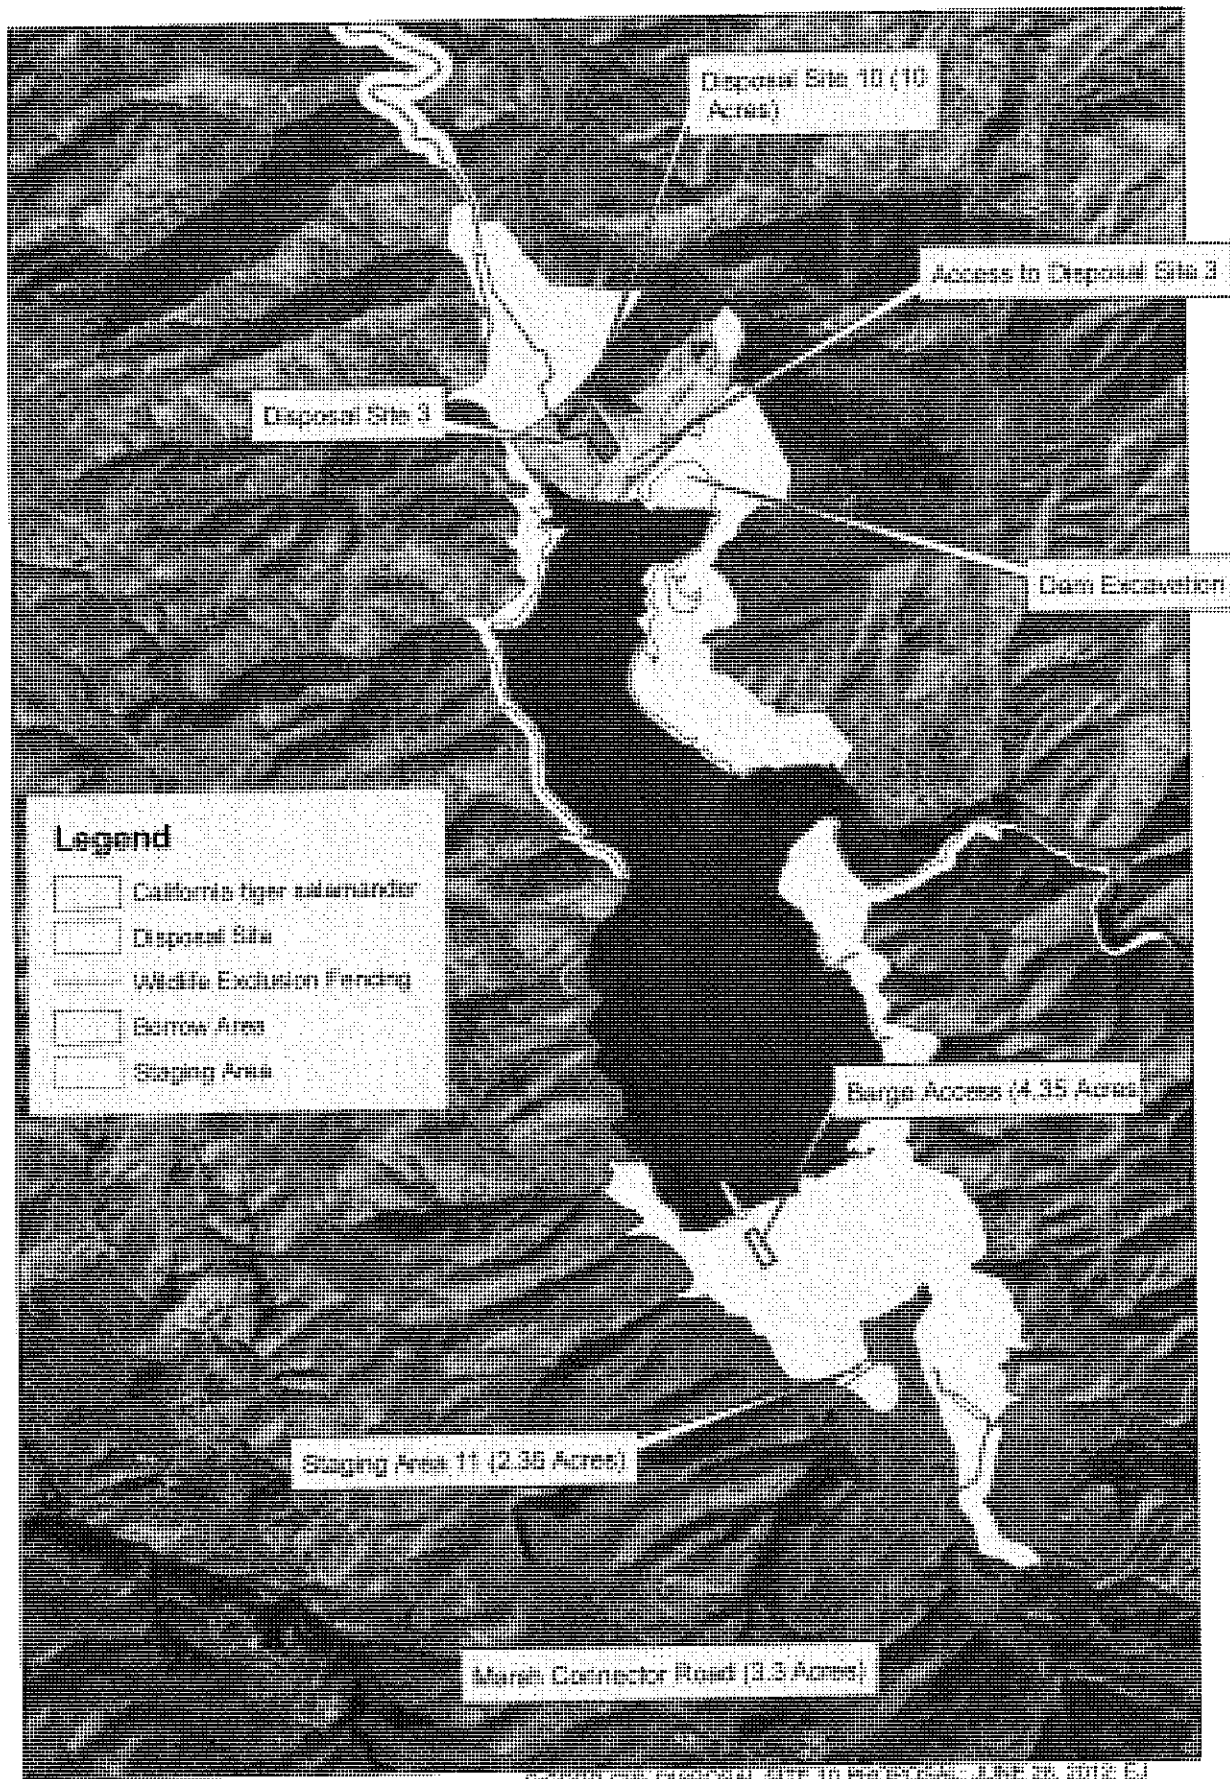 Disposal Site 10 (10
Acres)
Access to Disposal Site 3
Disposal Site 3
Dam Excavation
Legend
California tiger salamander
Disposal Site
Wildlife Exclusion Fencing
Borrow Area
Staging Area
Barge Access (4.35 Acres
Staging Area 11 (2.35 Acres)
Connector Road (3.3 Acres)